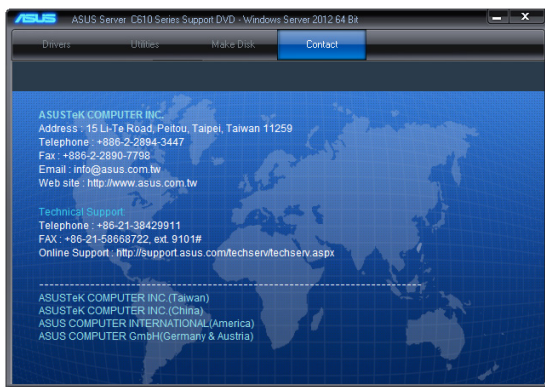 ASUS ASUS Server C610 Series Support DVD - Windows Server 2012 64 Bit
Drivers Utilities Make Disk Contact
ASUSTeK COMPUTER INC.
Address : 15 Li-Te Road, Peitou, Taipei, Taiwan 11259
Telephone : +886-2-2894-3447
Fax : +886-2-2890-7798
Email : info@asus.com.tw
Web site : http://www.asus.com.tw
Technical Support:
Telephone : +86-21-38429911
FAX : +86-21-58668722, ext. 9101#
Online Support : http://support.asus.com/techserv/techserv.aspx
ASUSTeK COMPUTER INC.(Taiwan)
ASUSTeK COMPUTER INC.(China)
ASUS COMPUTER INTERNATIONAL(America)
ASUS COMPUTER GmbH(Germany & Austria)